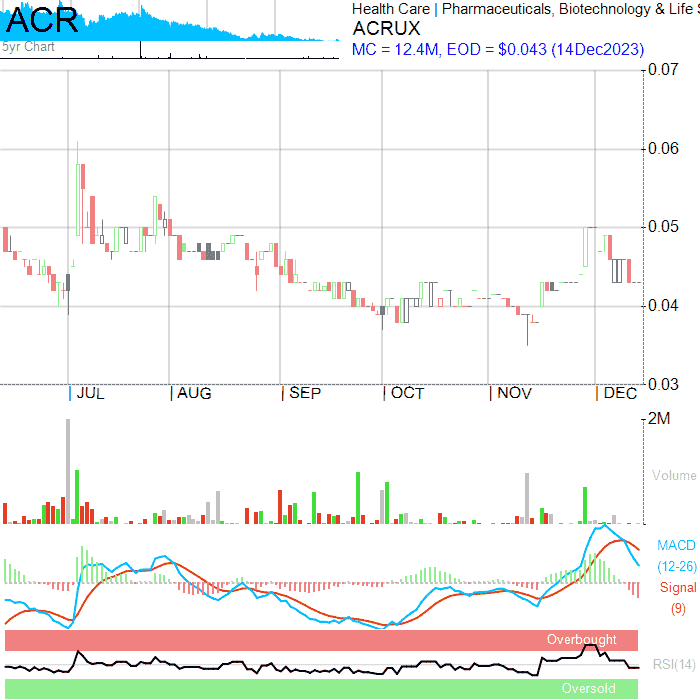 ACR
5yr Chart
Health Care | Pharmaceuticals, Biotechnology & Life S
ACRUX
MC = 12.4M, EOD = $0.043 (14Dec2023)
0.07
0.06
0.05
0.04
0.03
JUL
AUG
SEP
OCT
NOV
DEC
2M
Volume
MACD
(12-26)
Signal
(9)
Overbought
RSI(14)
Oversold